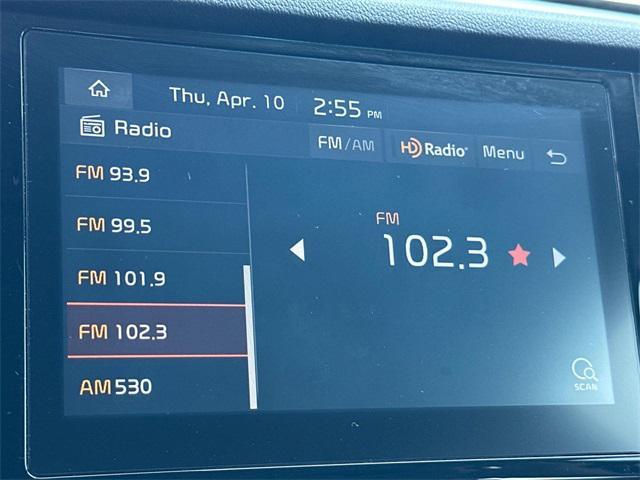 Thu, Apr. 10 2:55 PM
Radio FM/AM HD Radio® Menu
FM 93.9
FM 99.5
FM 101.9
FM 102.3
AM 530
FM
102.3
SCAN